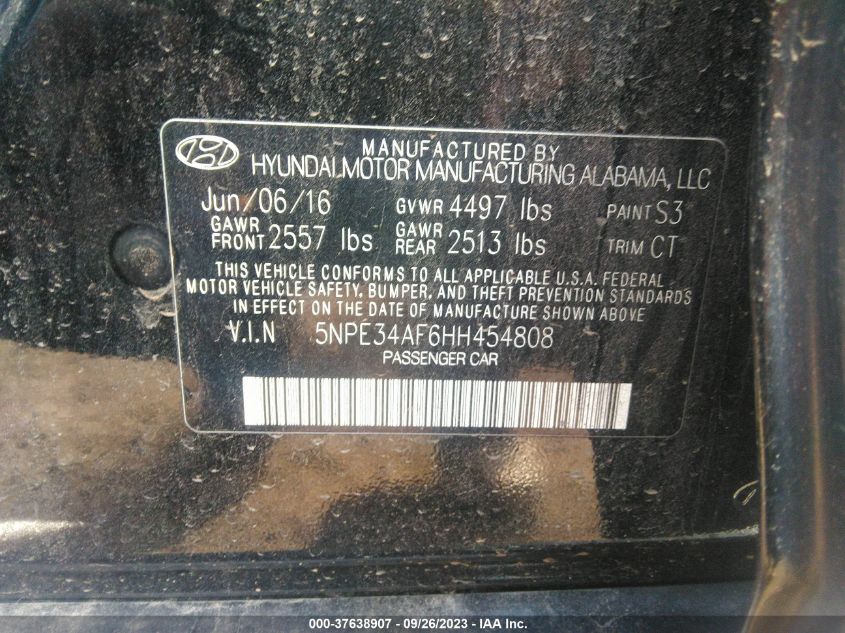 MANUFACTURED BY
HYUNDAI MOTOR MANUFACTURING ALABAMA, LLC
Jun/06/16 GVWR 4497 lbs PAINT S3
GAWR FRONT 2557 lbs GAWR REAR 2513 lbs TRIM CT
THIS VEHICLE CONFORMS TO ALL APPLICABLE U.S.A. FEDERAL
MOTOR VEHICLE SAFETY, BUMPER, AND THEFT PREVENTION STANDARDS
IN EFFECT ON THE DATE OF MANUFACTURE SHOWN ABOVE
V.I.N 5NPE34AF6HH454808
PASSENGER CAR
000-37638907 - 09/26/2023 - IAA Inc.